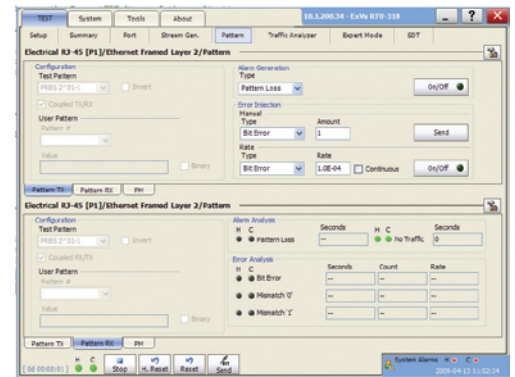 TEST System Tools About 10.1.200.34 - ExVo RTU-310 _ ? X
Setup Summary Port Stream Gen. Pattern Traffic Analyzer Expert Mode SDT
Electrical RJ-45 [P1]/Ethernet Framed Layer 2/Pattern
Configuration Alarm Generation
Test Pattern Type
PRBS 2^31-1 Invert Pattern Loss On/Off
Coupled TX/RX Error Injection
User Pattern Manual
Pattern # Type Amount
Bit Error 1 Send
Value Rate
Type Rate
Binary Bit Error 1.0E-04 Continuous On/Off
Pattern TX Pattern RX PM
Electrical RJ-45 [P1]/Ethernet Framed Layer 2/Pattern
Configuration Alarm Analysis
Test Pattern H C Seconds H C Seconds
PRBS 2^31-1 Invert Pattern Loss -- No Traffic 0
Coupled RX/TX Error Analysis
User Pattern H C Seconds Count Rate
Pattern # Bit Error -- -- --
Mismatch '0' -- -- --
Value Mismatch '1' -- -- --
Binary
Pattern TX Pattern RX PM
[ 0d 00:00:01 ] H C Stop H. Reset Reset Send System Alarms H C
2009-04-13 11:52:24